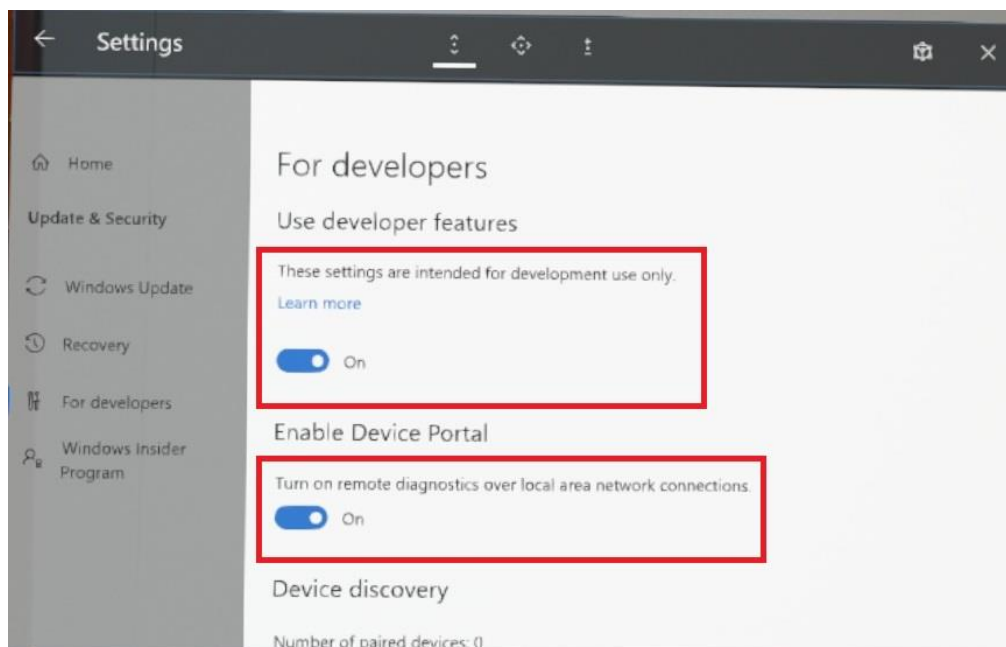 Settings
Home
Update & Security
Windows Update
Recovery
For developers
Windows Insider
Program
For developers
Use developer features
These settings are intended for development use only.
Learn more
On
Enable Device Portal
Turn on remote diagnostics over local area network connections.
On
Device discovery
Number of paired devices: 0